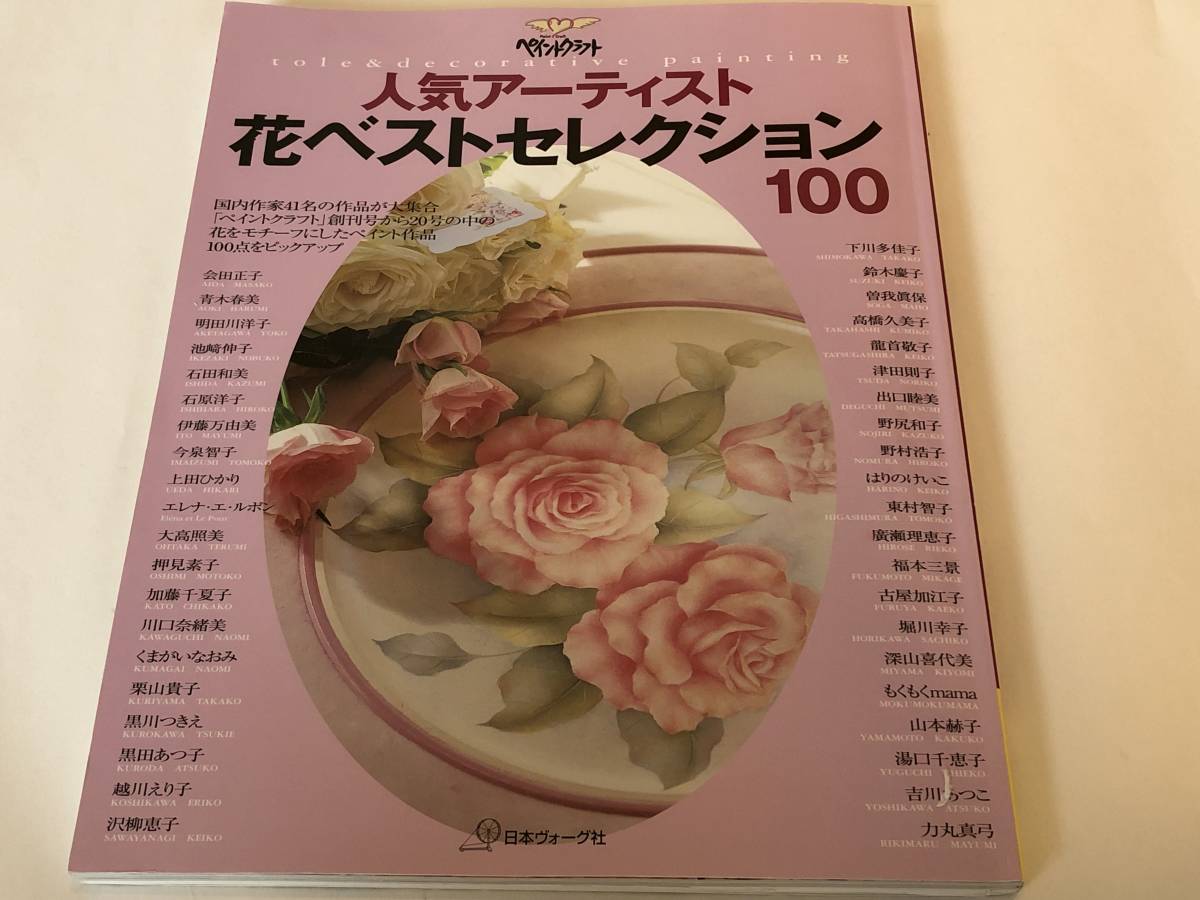 Paint Craft
ペイントクラフト
tole & decorative painting
人気アーティスト
花ベストセレクション
100
国内作家41名の作品が大集合
「ペイントクラフト」創刊号から20号の中の
花をモチーフにしたペイント作品
100点をピックアップ
会田正子
AIDA MASAKO
青木春美
AOKI HARUMI
明田川洋子
AKETAGAWA YOKO
池﨑伸子
IKEZAKI NOBUKO
石田和美
ISHIDA KAZUMI
石原洋子
ISHIHARA HIROKO
伊藤万由美
ITO MAYUMI
今泉智子
IMAIZUMI TOMOKO
上田ひかり
UEDA HIKARI
エレナ・エ・ルポン
Elena et Le Pont
大高照美
OHTAKA TERUMI
押見素子
OSHIMI MOTOKO
加藤千夏子
KATO CHIKAKO
川口奈緒美
KAWAGUCHI NAOMI
くまがいなおみ
KUMAGAI NAOMI
栗山貴子
KURIYAMA TAKAKO
黒川つきえ
KUROKAWA TSUKIE
黒田あつ子
KURODA ATSUKO
越川えり子
KOSHIKAWA ERIKO
沢柳恵子
SAWAYANAGI KEIKO
下川多佳子
SHIMOKAWA TAKAKO
鈴木慶子
SUZUKI KEIKO
曽我眞保
SOGA MAHO
高橋久美子
TAKAHASHI KUMIKO
龍首敬子
TATSUGASHIRA KEIKO
津田則子
TSUDA NORIKO
出口睦美
DEGUCHI MUTSUMI
野尻和子
NOJIRI KAZUKO
野村浩子
NOMURA HIROKO
はりのけいこ
HARINO KEIKO
東村智子
HIGASHIMURA TOMOKO
廣瀬理恵子
HIROSE RIEKO
福本三景
FUKUMOTO MIKAGE
古屋加江子
FURUYA KAEKO
堀川幸子
HORIKAWA SACHIKO
深山喜代美
MIYAMA KIYOMI
もくもくmama
MOKUMOKUMAMA
山本赫子
YAMAMOTO KAKUKO
湯口千恵子
YUGUCHI CHIEKO
吉川あつこ
YOSHIKAWA ATSUKO
力丸真弓
RIKIMARU MAYUMI
日本ヴォーグ社